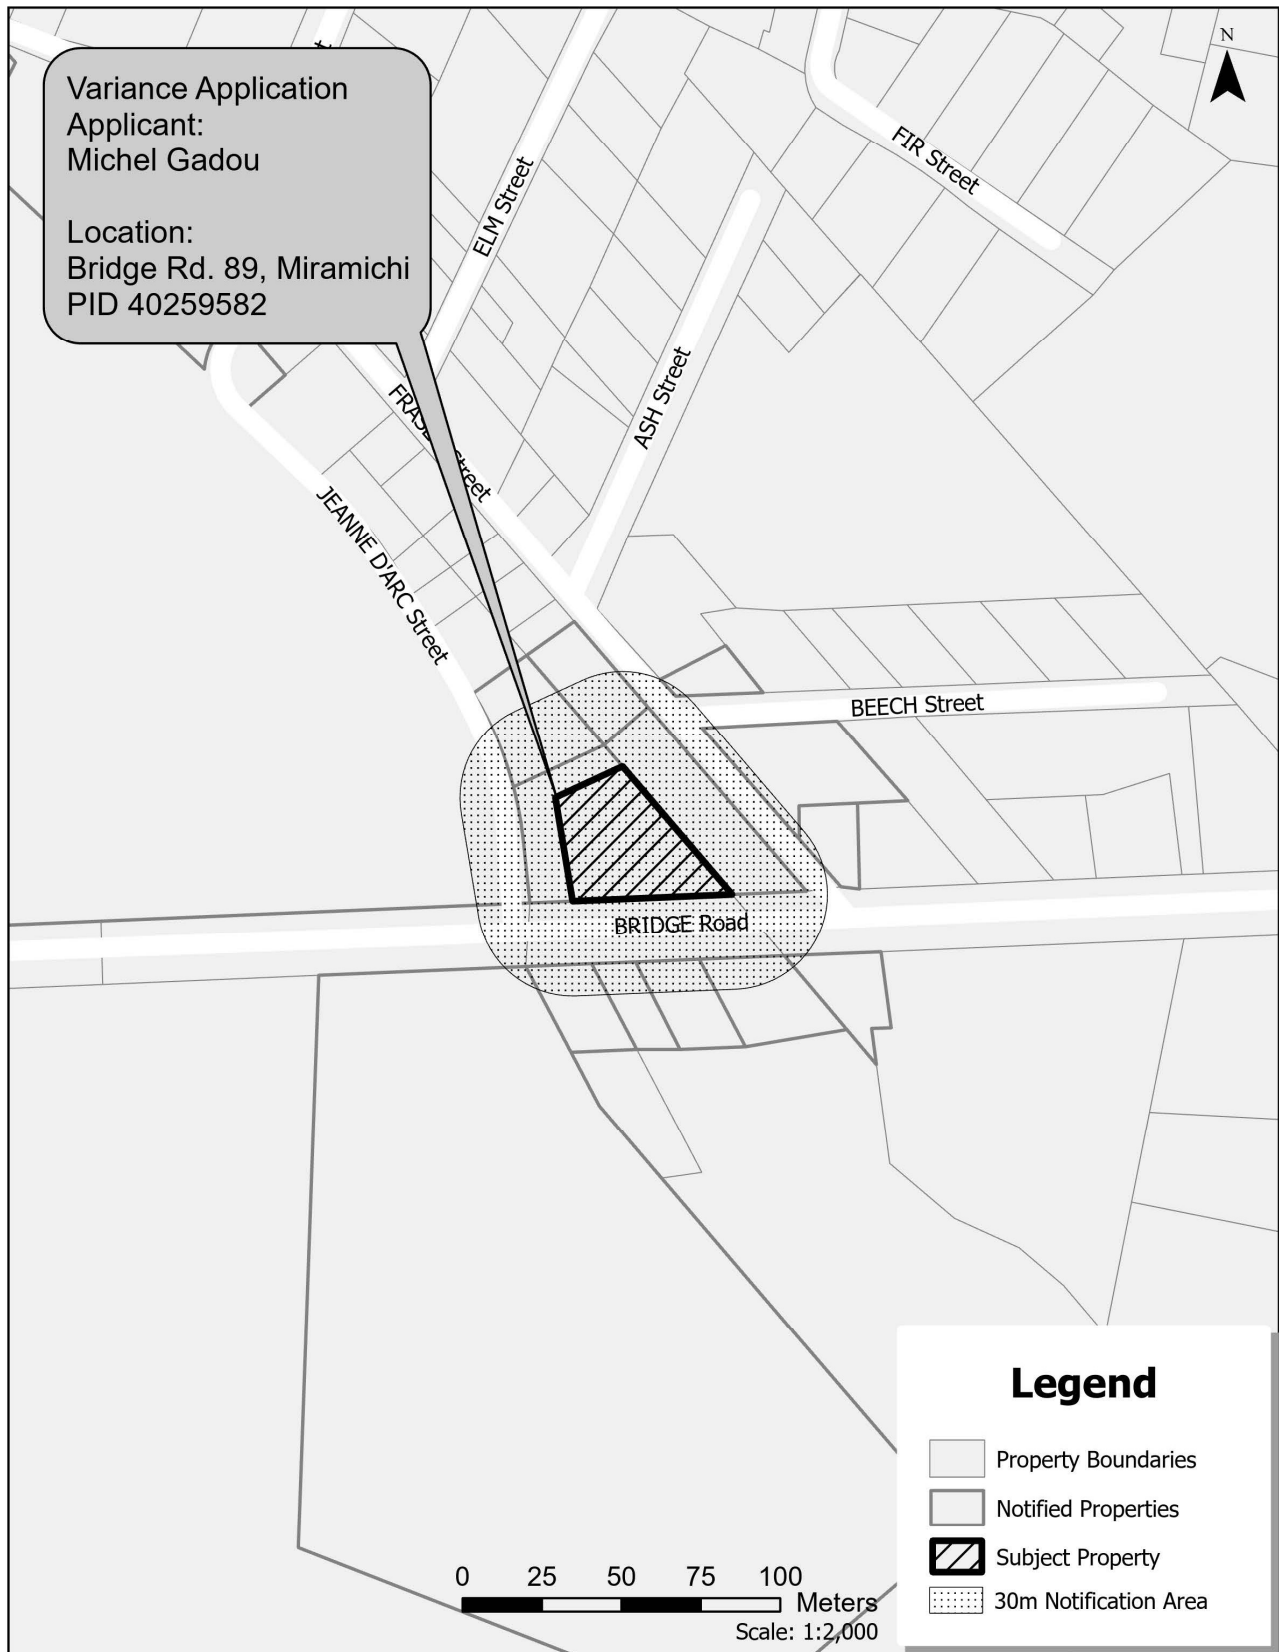 Variance Application
Applicant:
Michel Gadou
Location:
Bridge Rd. 89, Miramichi
PID 40259582
N
FIR Street
ELM Street
ASH Street
Street
JEANNE D'ARC Street
BEECH Street
BRIDGE Road
Legend
Property Boundaries
Notified Properties
Subject Property
30m Notification Area
0 25 50 75 100
Meters
Scale: 1:2,000